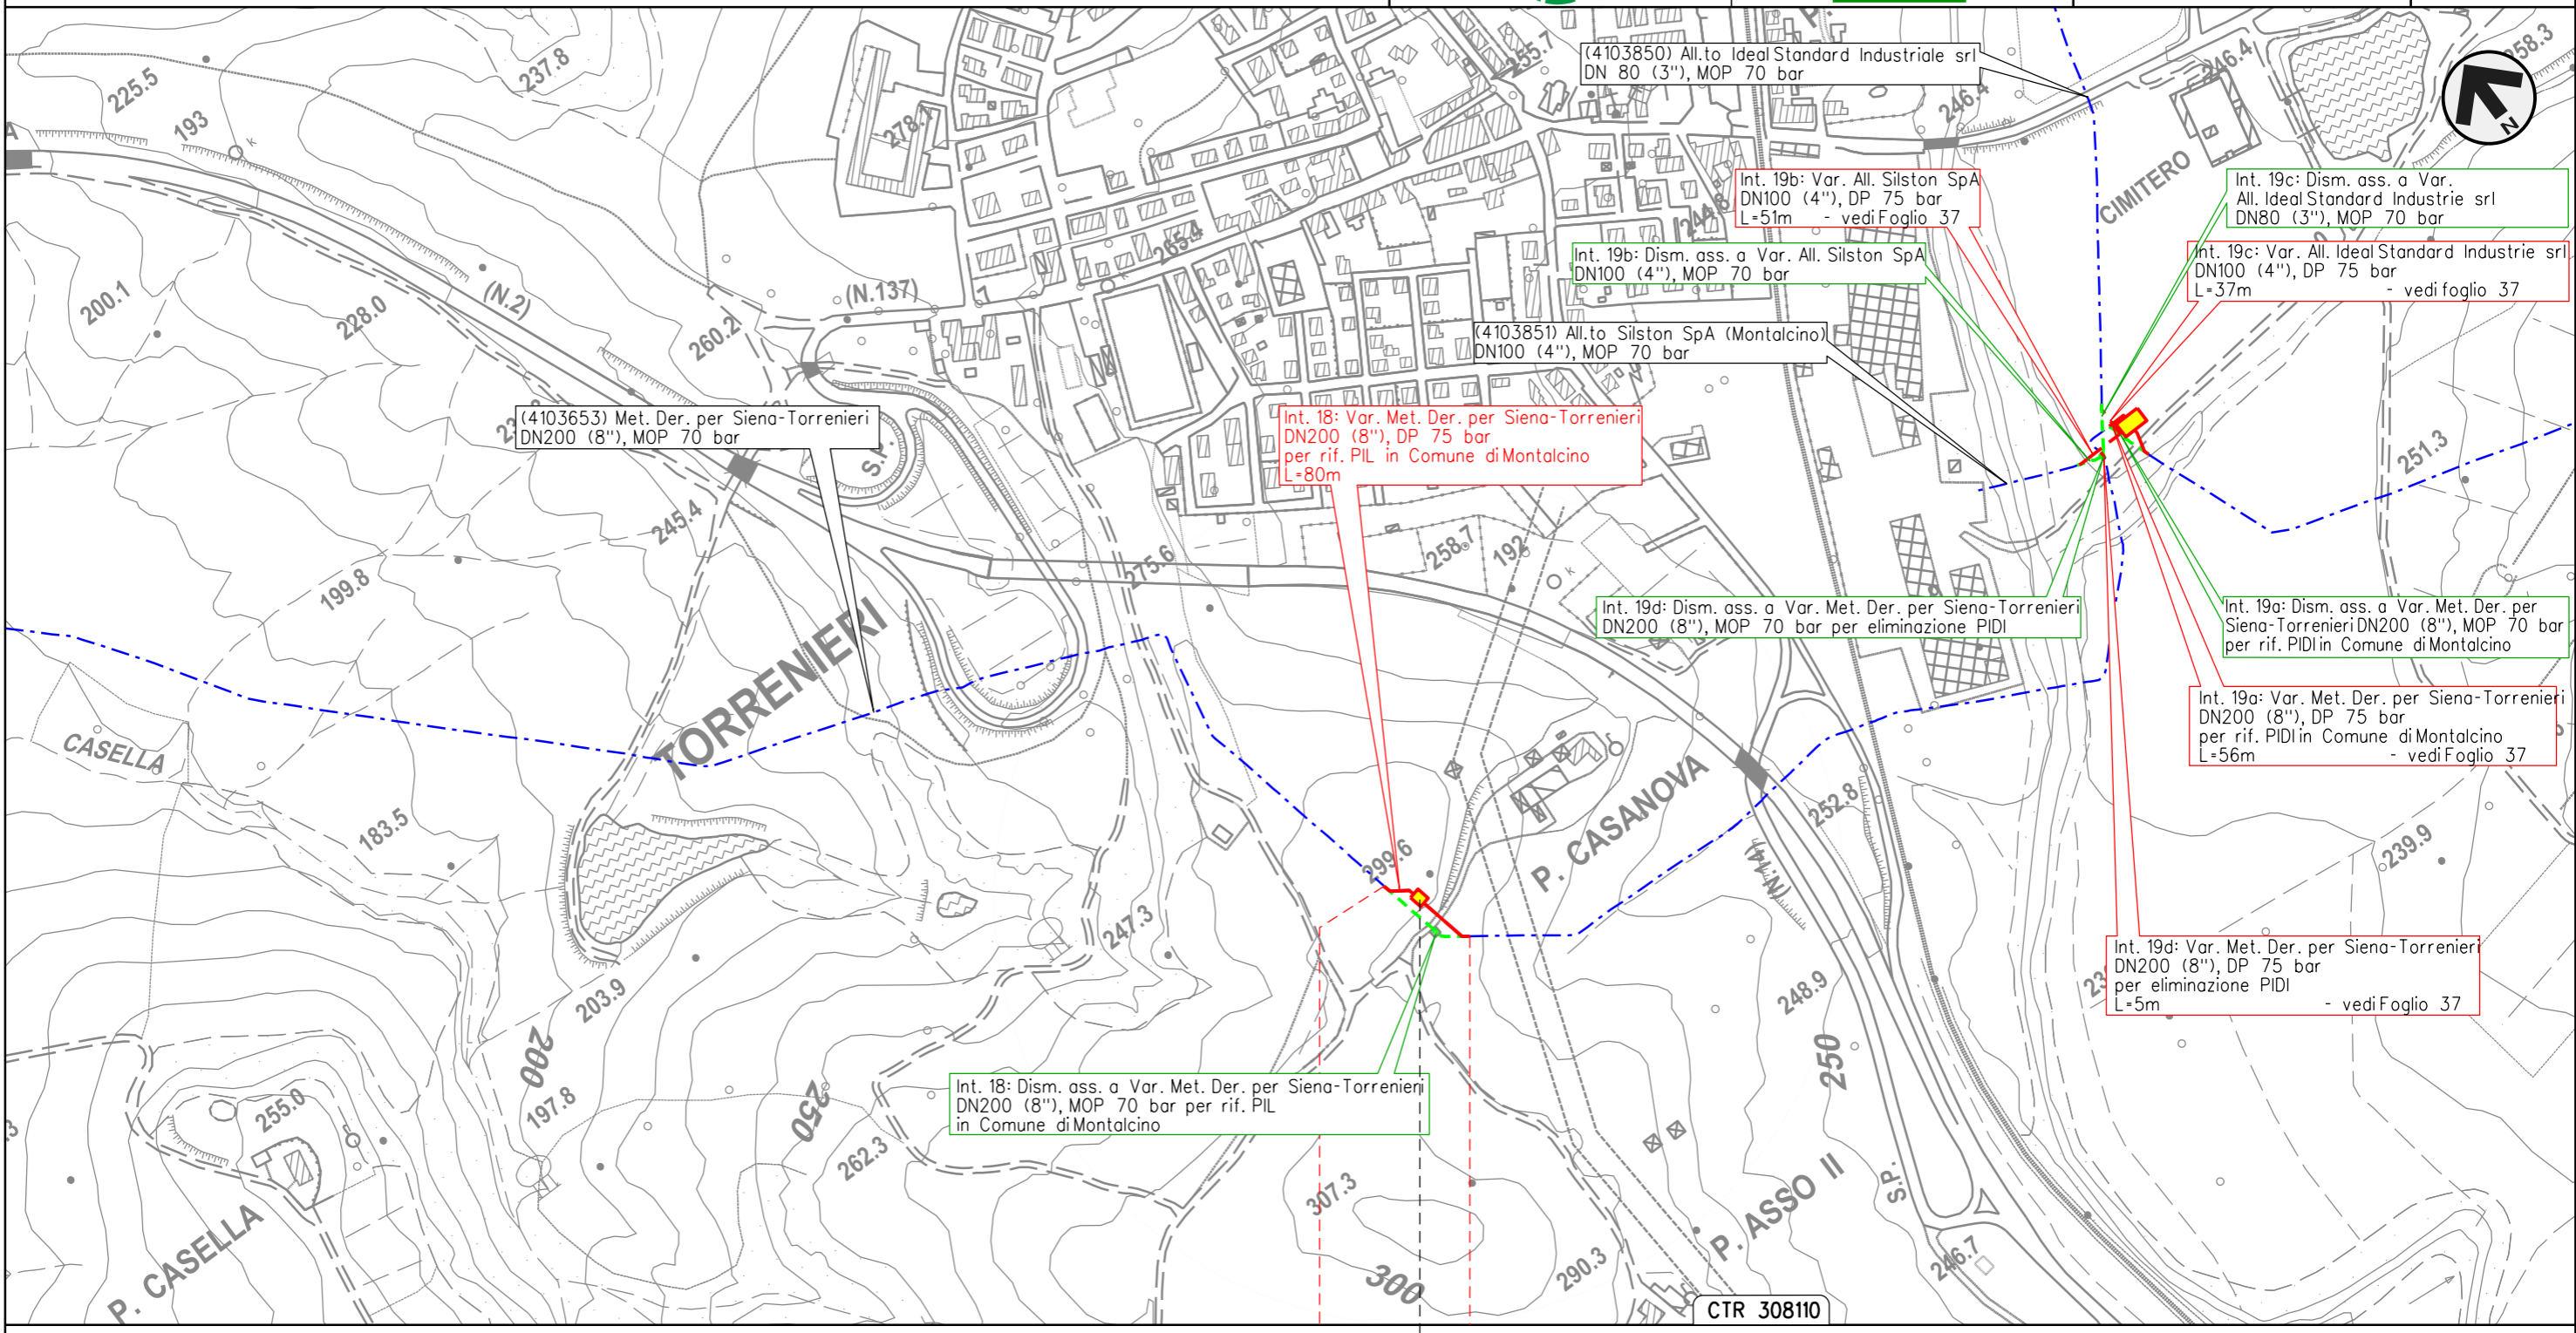 (4103850) All.to Ideal Standard Industriale srl
DN 80 (3"), MOP 70 bar
Int. 19b: Var. All. Silston SpA
DN100 (4"), DP 75 bar
L=51m - vedi Foglio 37
Int. 19c: Dism. ass. a Var.
All. Ideal Standard Industrie srl
DN80 (3"), MOP 70 bar
Int. 19b: Dism. ass. a Var. All. Silston SpA
DN100 (4"), MOP 70 bar
Int. 19c: Var. All. Ideal Standard Industrie srl
DN100 (4"), DP 75 bar
L=37m - vedi foglio 37
(4103851) All.to Silston SpA (Montalcino)
DN100 (4"), MOP 70 bar
(4103653) Met. Der. per Siena-Torrenieri
DN200 (8"), MOP 70 bar
Int. 18: Var. Met. Der. per Siena-Torrenieri
DN200 (8"), DP 75 bar
per rif. PIL in Comune di Montalcino
L=80m
Int. 19d: Dism. ass. a Var. Met. Der. per Siena-Torrenieri
DN200 (8"), MOP 70 bar per eliminazione PIDI
Int. 19a: Dism. ass. a Var. Met. Der. per
Siena-Torrenieri DN200 (8"), MOP 70 bar
per rif. PIDI in Comune di Montalcino
Int. 19a: Var. Met. Der. per Siena-Torrenieri
DN200 (8"), DP 75 bar
per rif. PIDI in Comune di Montalcino
L=56m - vedi Foglio 37
Int. 19d: Var. Met. Der. per Siena-Torrenieri
DN200 (8"), DP 75 bar
per eliminazione PIDI
L=5m - vedi Foglio 37
Int. 18: Dism. ass. a Var. Met. Der. per Siena-Torrenieri
DN200 (8"), MOP 70 bar per rif. PIL
in Comune di Montalcino
225.5
193
K
237.8
278.1
255.7
246.4
246.4
258.3
N
CIMITERO
244.8
265.4
(N.2)
(N.137)
200.1
228.0
260.2
S.P.
245.4
199.8
275.6
258.7
192
K
251.3
TORRENIERI
CASELLA
183.5
299.6
P. CASANOVA
252.8
(N.14)
239.9
247.3
203.9
200
197.8
248.9
250
255.0
250
262.3
307.3
300
290.3
P. CASELLA
P. ASSO II
S.P.
246.7
CTR 308110